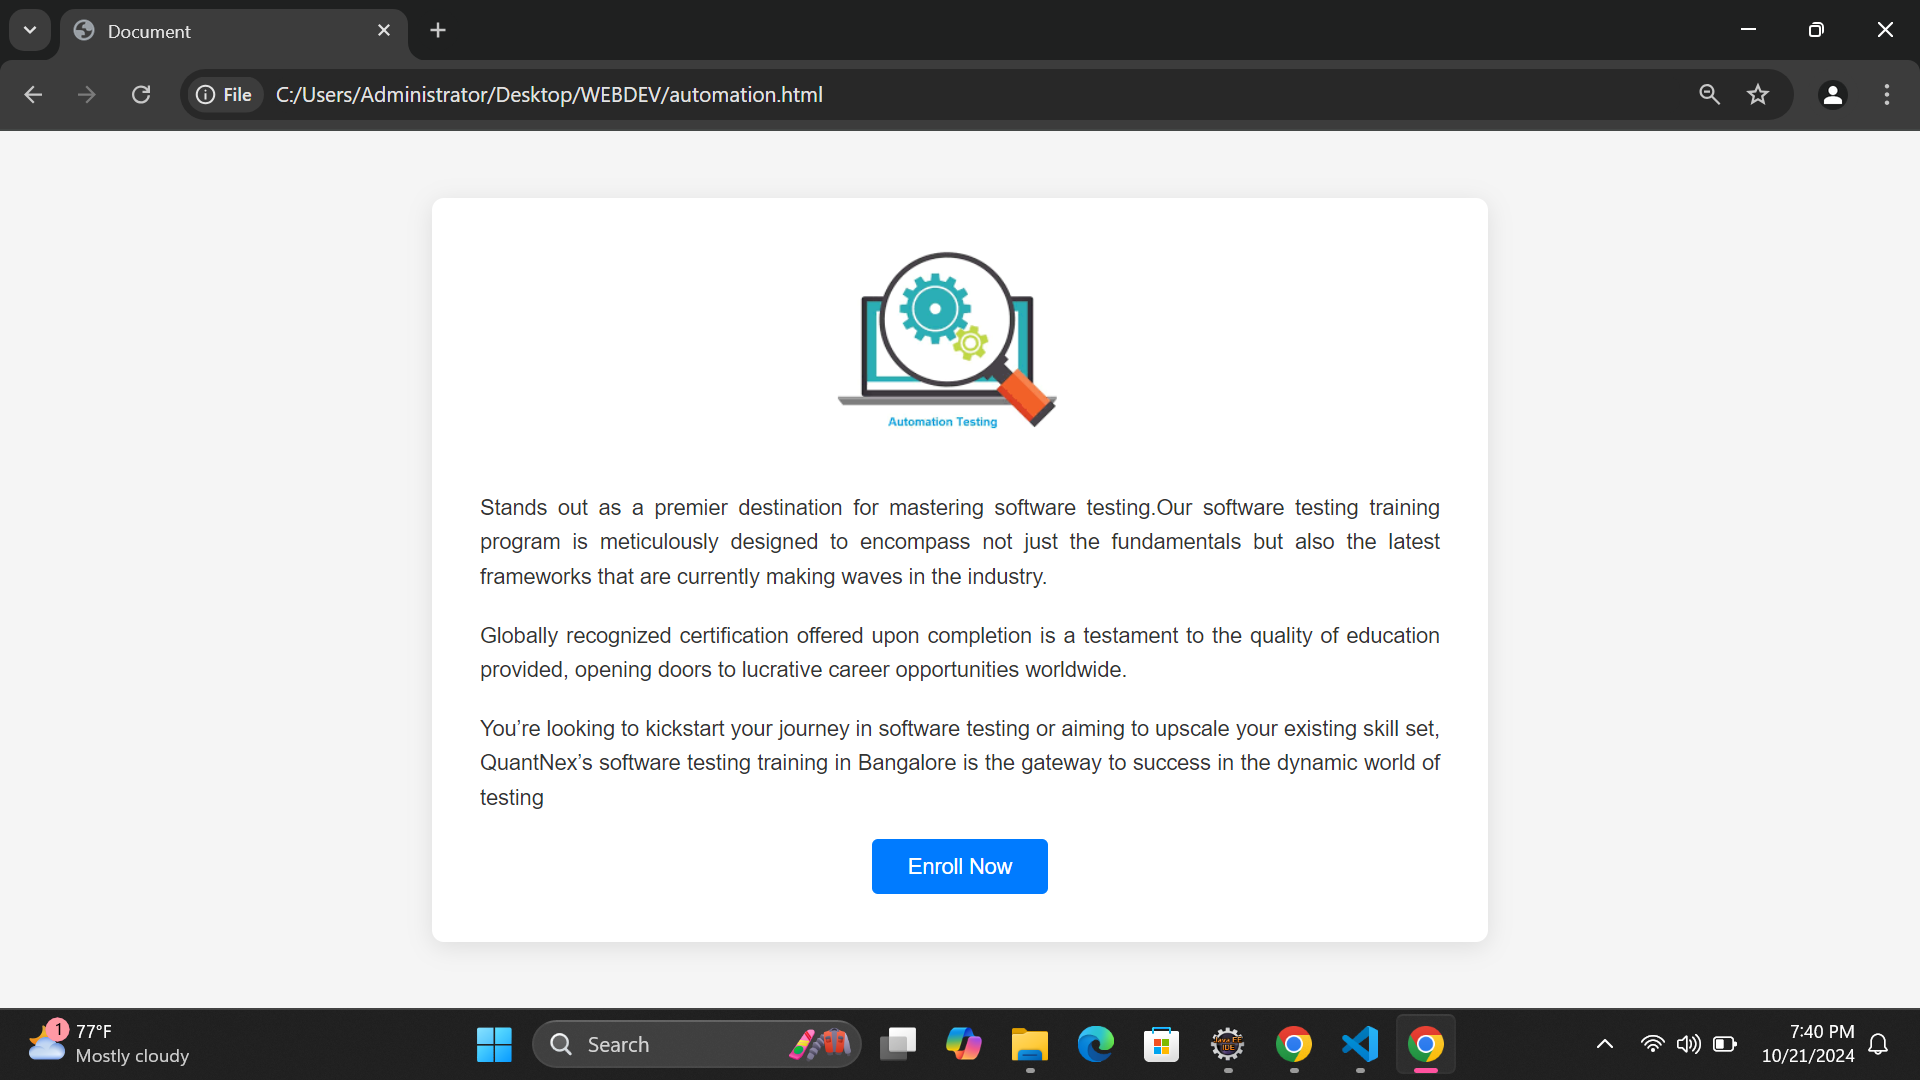 Document
File
C:/Users/Administrator/Desktop/WEBDEV/automation.html
Automation Testing
Stands out as a premier destination for mastering software testing.Our software testing training
program is meticulously designed to encompass not just the fundamentals but also the latest
frameworks that are currently making waves in the industry.
Globally recognized certification offered upon completion is a testament to the quality of education
provided, opening doors to lucrative career opportunities worldwide.
You’re looking to kickstart your journey in software testing or aiming to upscale your existing skill set,
QuantNex’s software testing training in Bangalore is the gateway to success in the dynamic world of
testing
Enroll Now
1
77°F
Mostly cloudy
Search
Java EE
IDE
7:40 PM
10/21/2024